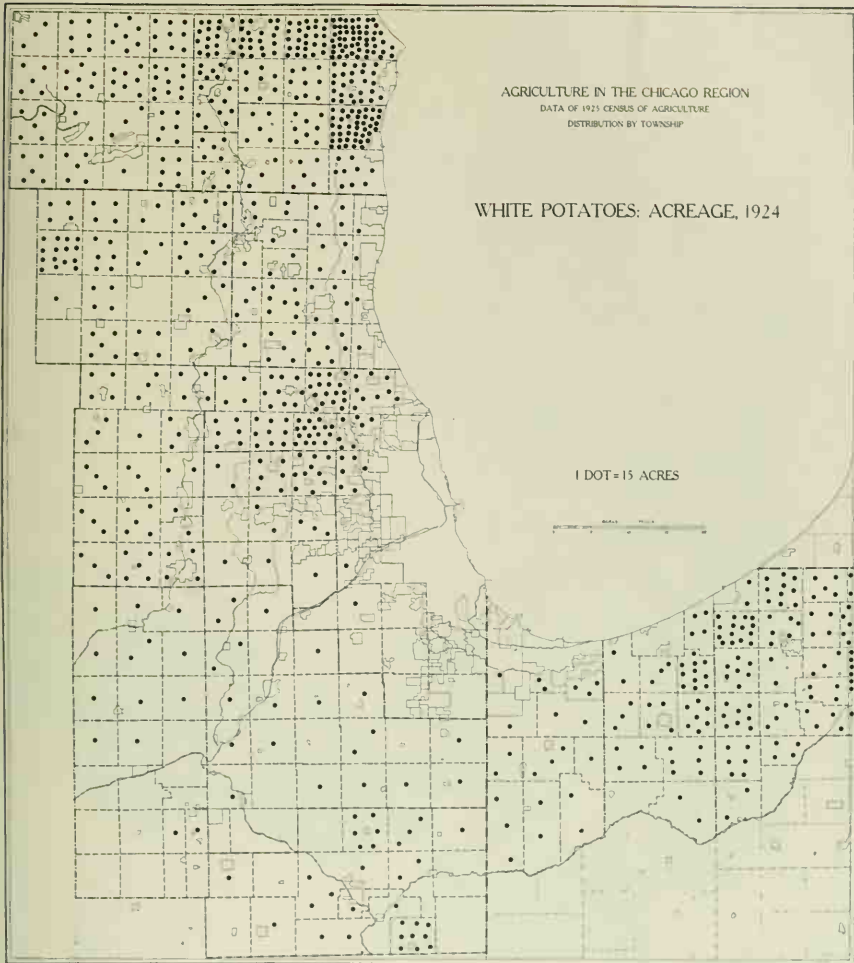 AGRICULTURE IN THE CHICAGO REGION
DATA OF 1925 CENSUS OF AGRICULTURE
DISTRIBUTION BY TOWNSHIP
WHITE POTATOES: ACREAGE, 1924
1 DOT = 15 ACRES